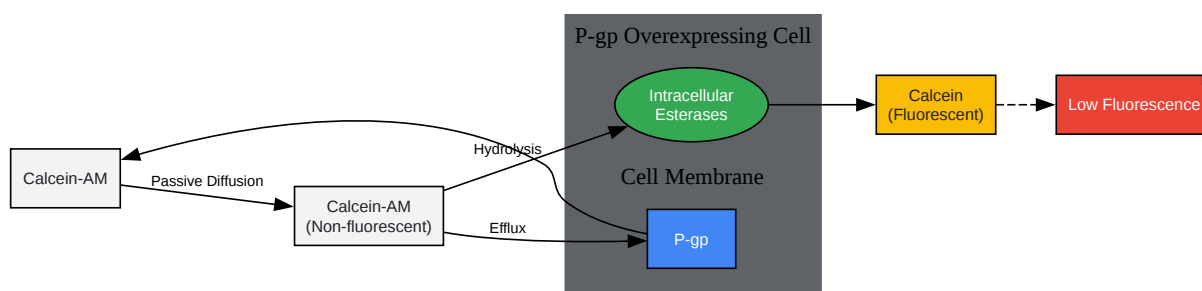 P-gp Overexpressing Cell
Intracellular
Esterases
Calcein
(Fluorescent)
Low Fluorescence
Hydrolysis
Calcein-AM
Passive Diffusion
Cell Membrane
Calcein-AM
(Non-fluorescent)
Efflux
P-gp